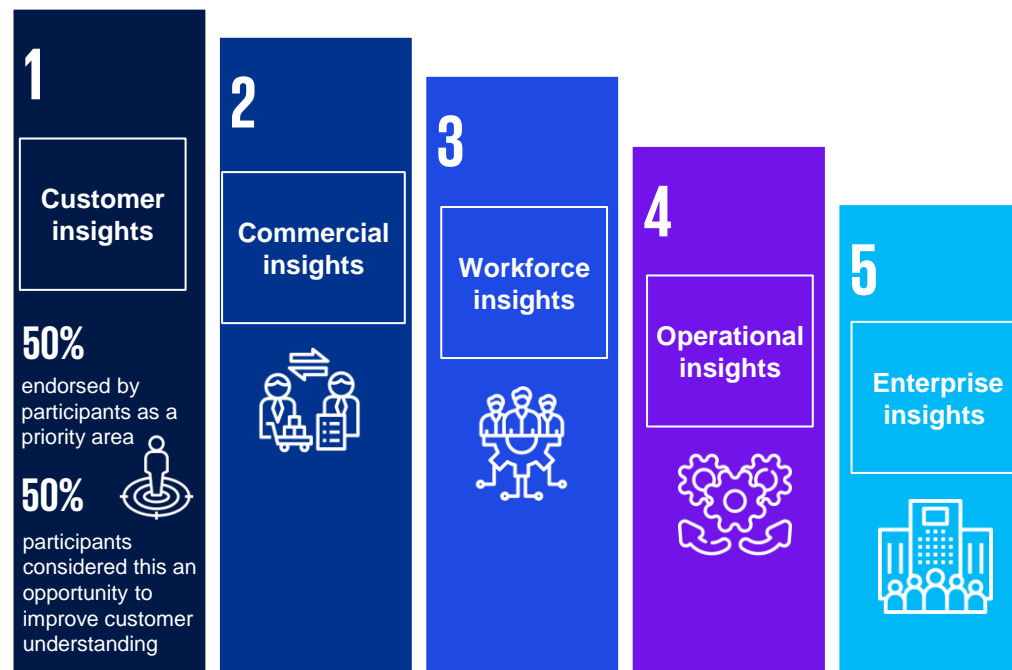 1
Customer
insights
50%
endorsed by
participants as a
priority area
50%
participants
considered this an
opportunity to
improve customer
understanding
2
Commercial
insights
3
Workforce
insights
4
Operational
insights
5
Enterprise
insights